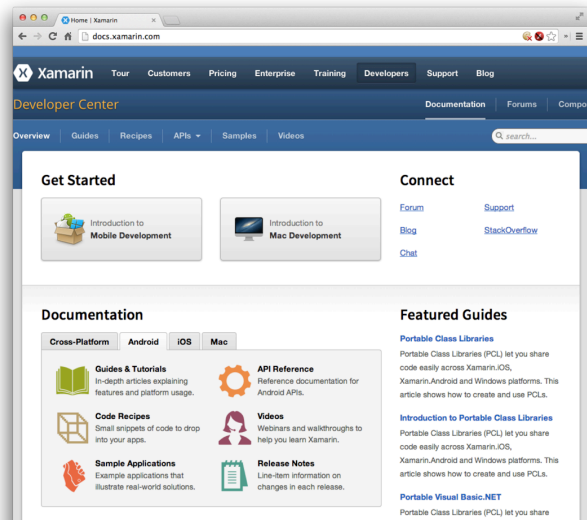 Home | Xamarin
docs.xamarin.com
Xamarin Tour Customers Pricing Enterprise Training Developers Support Blog
Developer Center
Documentation Forums Compo
Overview Guides Recipes APIs Samples Videos
search...
Get Started
Introduction to
Mobile Development
Introduction to
Mac Development
Connect
Forum Support
Blog StackOverflow
Chat
Documentation
Cross-Platform Android iOS Mac
Guides & Tutorials
In-depth articles explaining
features and platform usage.
API Reference
Reference documentation for
Android APIs.
Code Recipes
Small snippets of code to drop
into your apps.
Videos
Webinars and walkthroughs to
help you learn Xamarin.
Sample Applications
Example applications that
illustrate real-world solutions.
Release Notes
Line-item information on
changes in each release.
Featured Guides
Portable Class Libraries
Portable Class Libraries (PCL) let you share
code easily across Xamarin.iOS,
Xamarin.Android and Windows platforms. This
article shows how to create and use PCLs.
Introduction to Portable Class Libraries
Portable Class Libraries (PCL) let you share
code easily across Xamarin.iOS,
Xamarin.Android and Windows platforms. This
article shows how to create and use PCLs.
Portable Visual Basic.NET
Portable Class Libraries (PCL) let you share